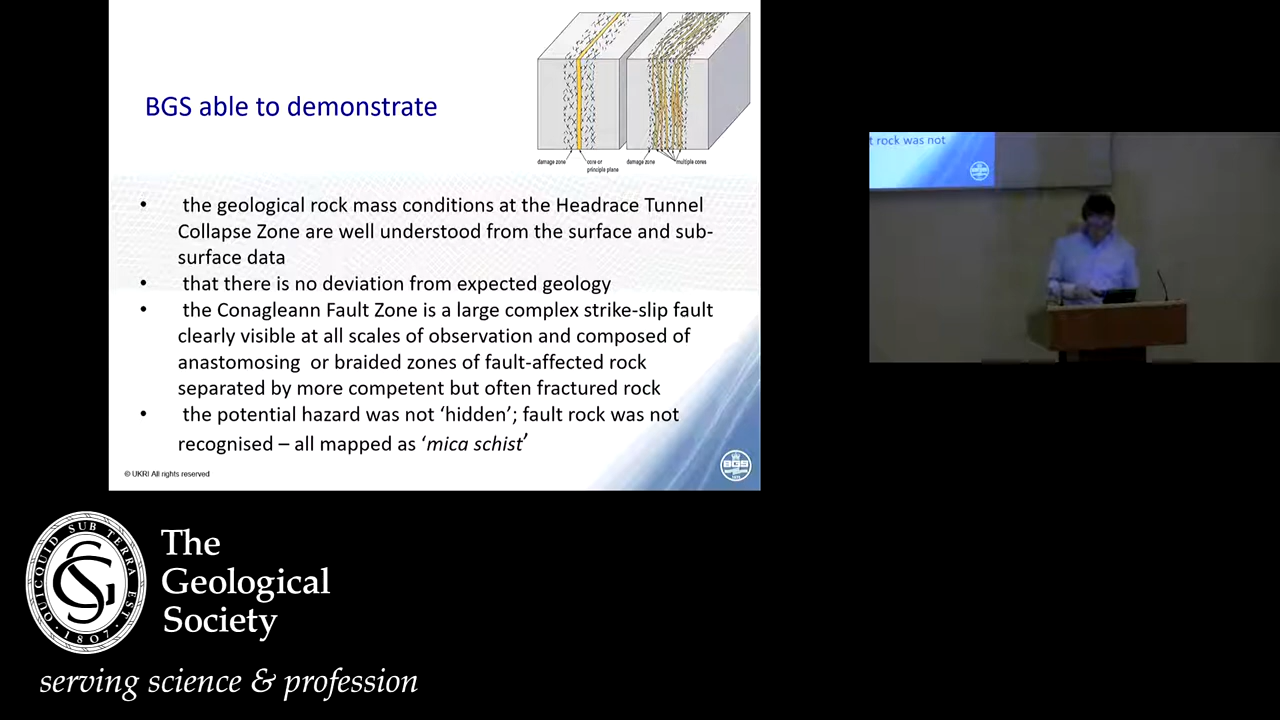 BGS able to demonstrate
damage zone
core or
principle plane
damage zone
multiple cores
• the geological rock mass conditions at the Headrace Tunnel
Collapse Zone are well understood from the surface and sub-
surface data
• that there is no deviation from expected geology
• the Conagleann Fault Zone is a large complex strike-slip fault
clearly visible at all scales of observation and composed of
anastomosing or braided zones of fault-affected rock
separated by more competent but often fractured rock
• the potential hazard was not ‘hidden’; fault rock was not
recognised – all mapped as ‘mica schist’
© UKRI All rights reserved
BGS
t rock was not
QUICQUID SUB TERRA EST
·1807·
The
Geological
Society
serving science & profession